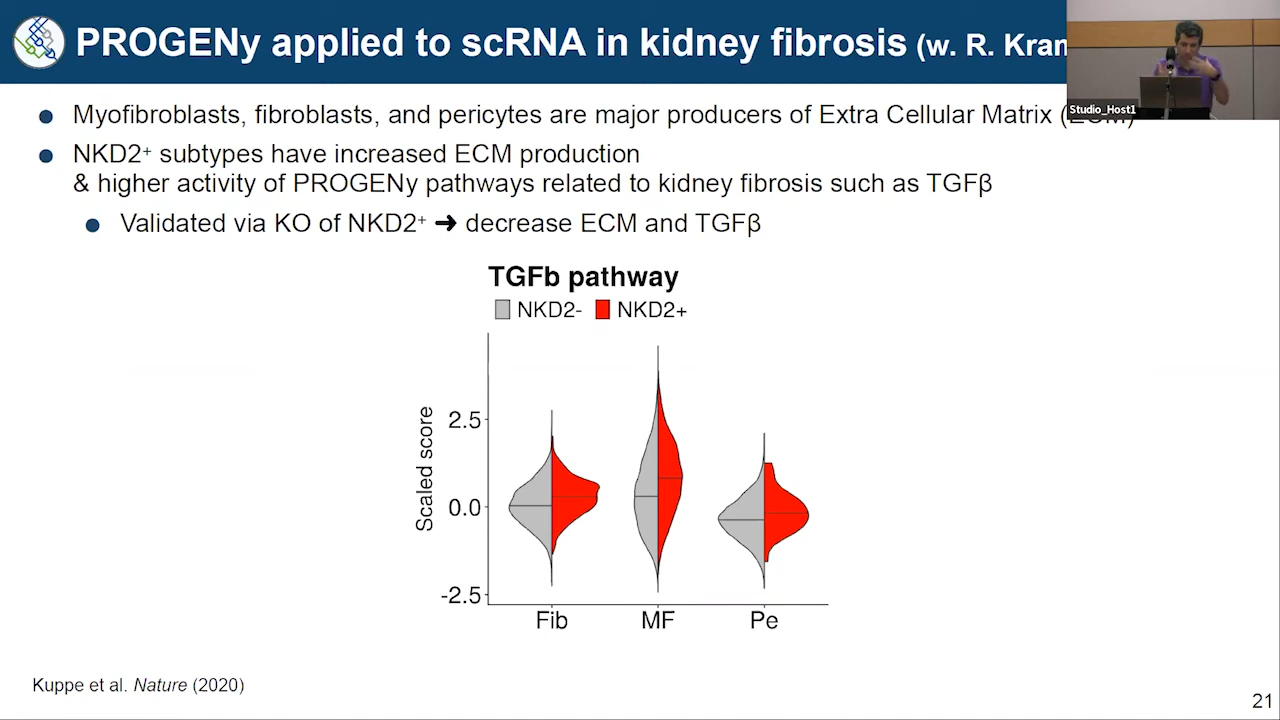 PROGENy applied to scRNA in kidney fibrosis (w. R. Kram
Studio_Host1
Myofibroblasts, fibroblasts, and pericytes are major producers of Extra Cellular Matrix (ECM)
NKD2⁺ subtypes have increased ECM production
& higher activity of PROGENy pathways related to kidney fibrosis such as TGFβ
Validated via KO of NKD2⁺ ➜ decrease ECM and TGFβ
TGFb pathway
NKD2- NKD2+
Scaled score
2.5
0.0
-2.5
Fib MF Pe
Kuppe et al. Nature (2020)
21